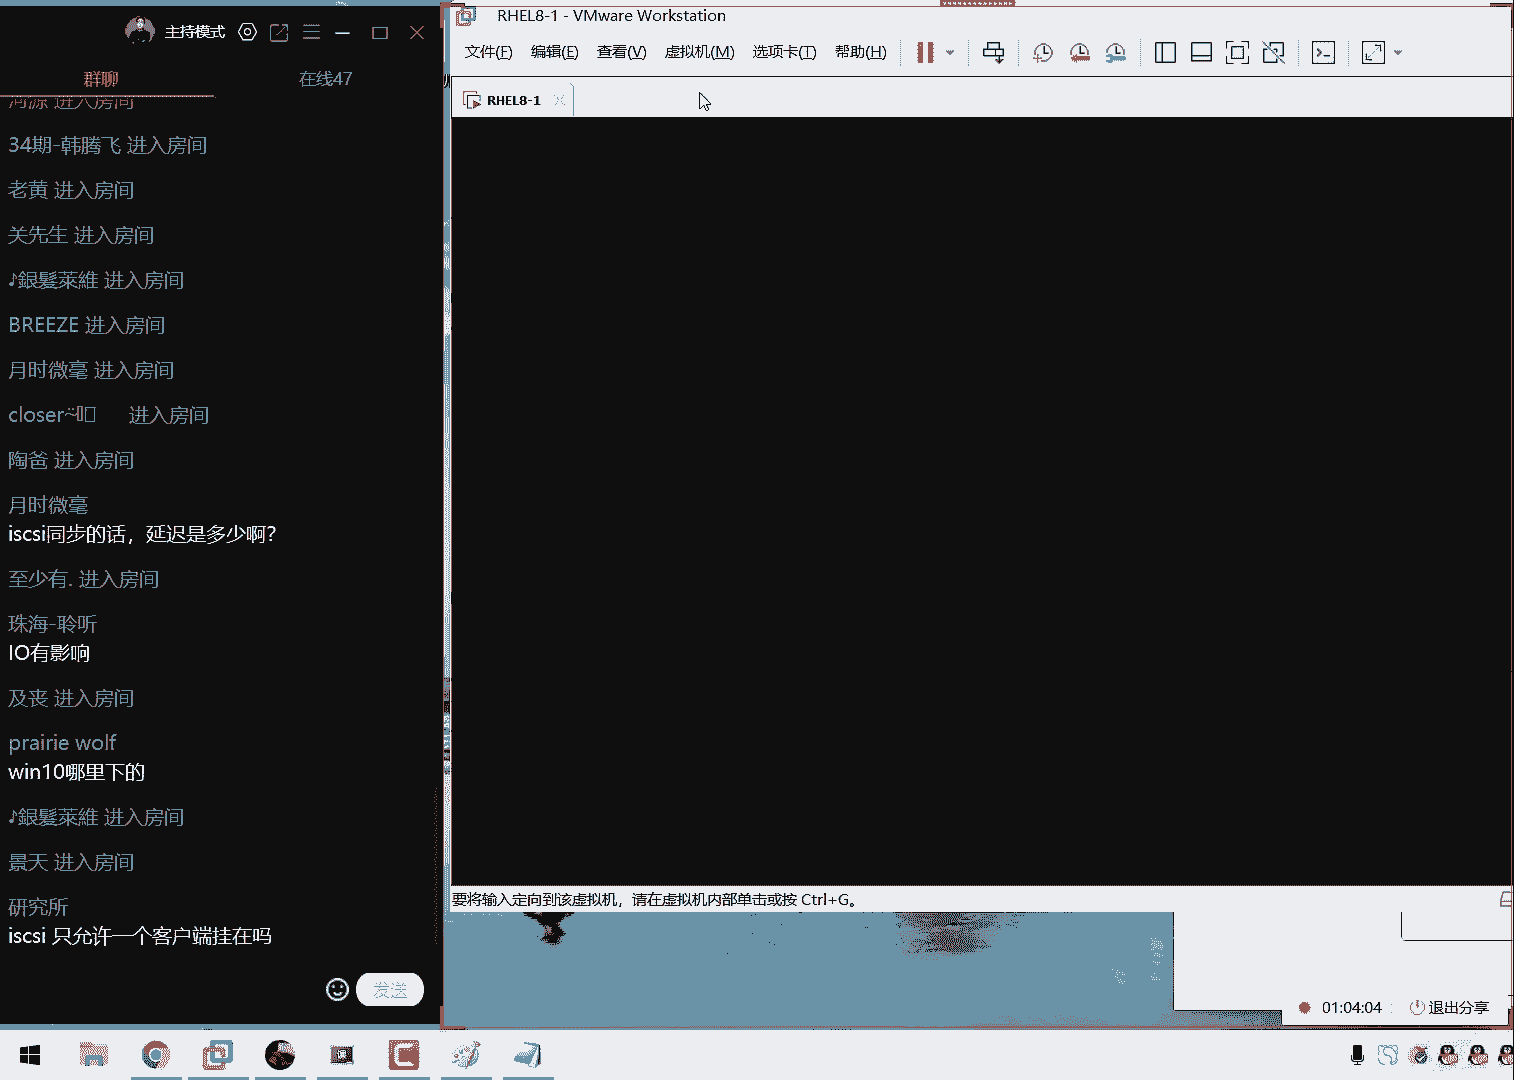 主持模式
群聊
在线47
河源 进入房间
34期-韩腾飞 进入房间
老黄 进入房间
关先生 进入房间
♪銀髮萊維 进入房间
BREEZE 进入房间
月时微毫 进入房间
closer 进入房间
陶爸 进入房间
月时微毫
iscsi同步的话，延迟是多少啊？
至少有. 进入房间
珠海-聆听
IO有影响
及丧 进入房间
prairie wolf
win10哪里下的
♪銀髮萊維 进入房间
景天 进入房间
研究所
iscsi 只允许一个客户端挂在吗
发送
RHEL8-1 - VMware Workstation
文件(F) 编辑(E) 查看(V) 虚拟机(M) 选项卡(T) 帮助(H)
RHEL8-1
要将输入定向到该虚拟机，请在虚拟机内部单击或按 Ctrl+G。
01:04:04
退出分享